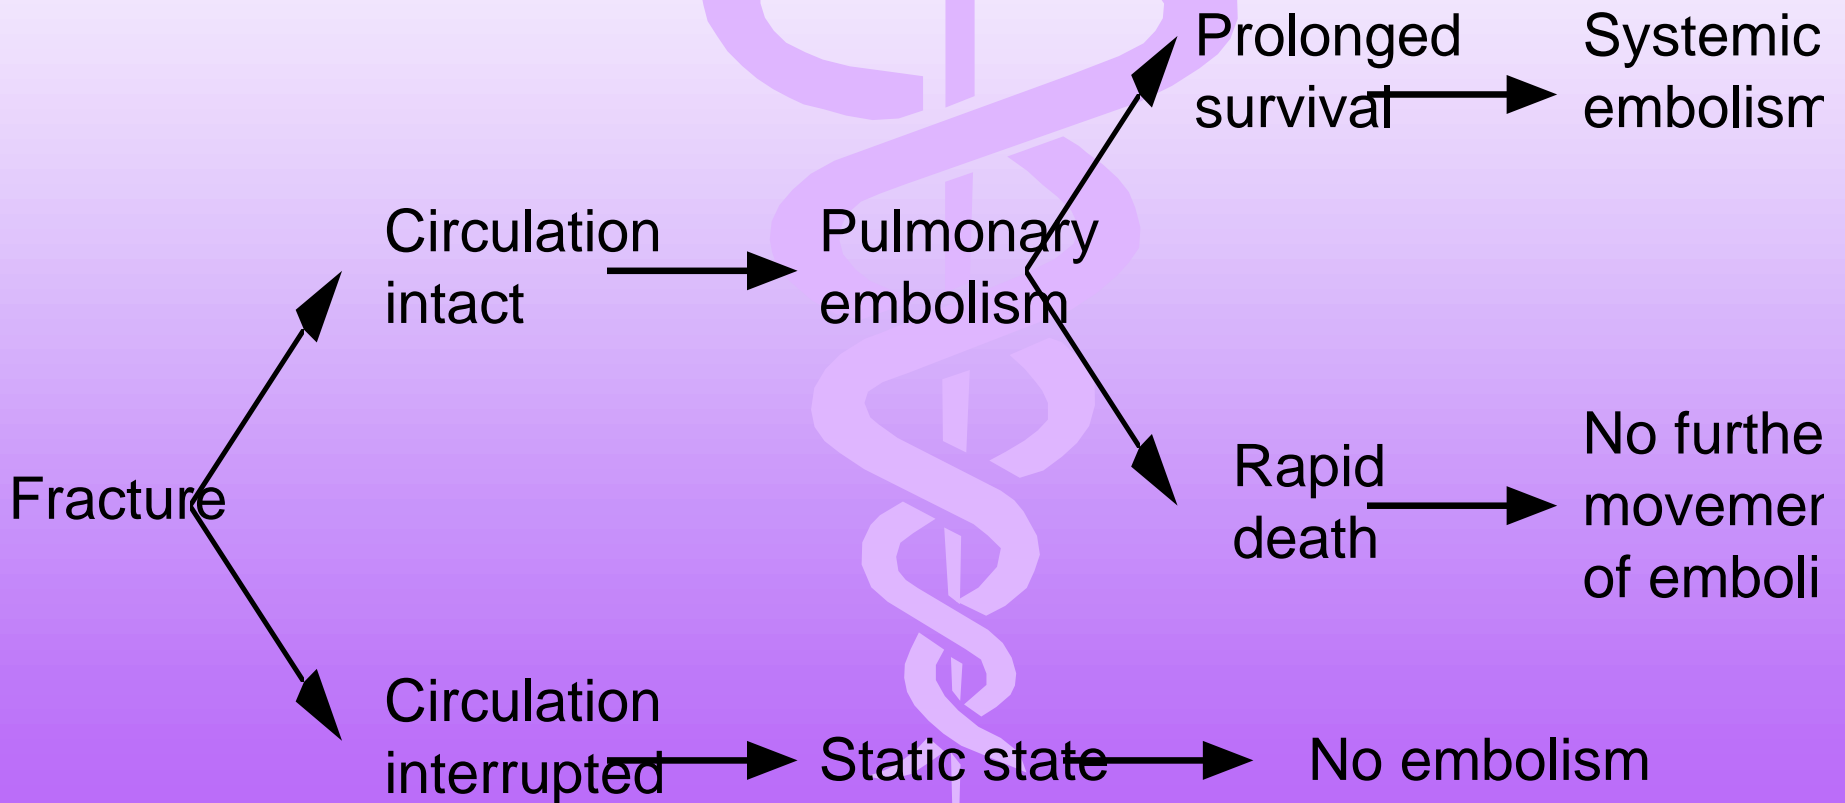 Prolonged
survival
Systemic
embolism
Circulation
intact
Pulmonary
embolism
Fracture
Rapid
death
No furthe
of emboli
Circulation
interrupted
Static state
No embolism